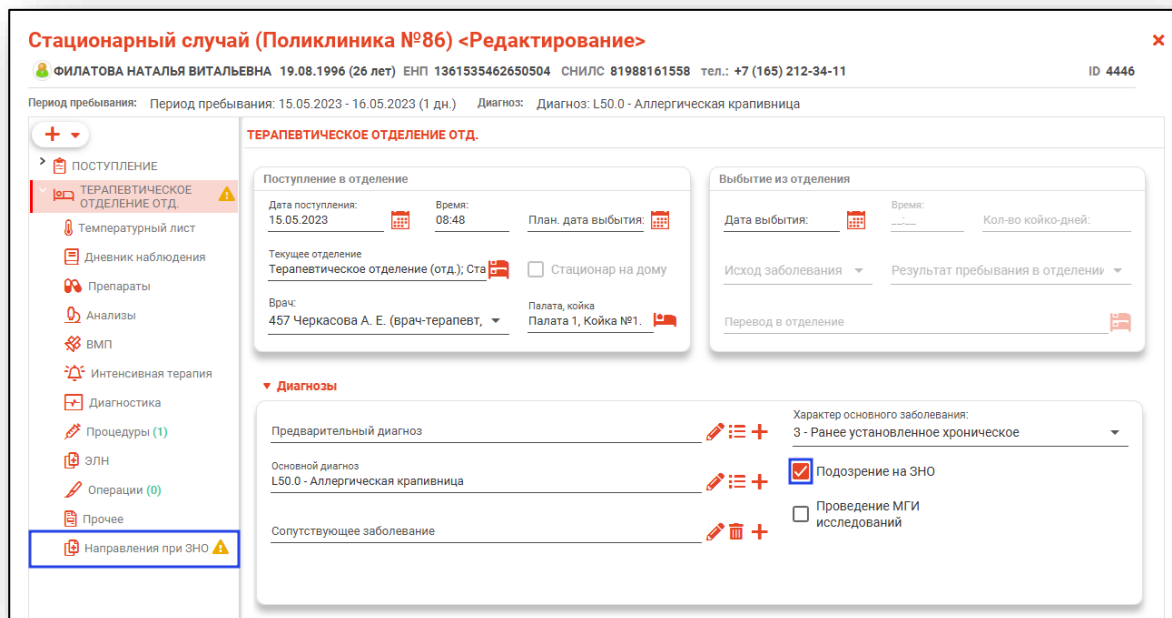 Стационарный случай (Поликлиника №86) <Редактирование>
ФИЛАТОВА НАТАЛЬЯ ВИТАЛЬЕВНА 19.08.1996 (26 лет) ЕНП 1361535462650504 СНИЛС 81988161558 тел.: +7 (165) 212-34-11 ID 4446
Период пребывания: Период пребывания: 15.05.2023 - 16.05.2023 (1 дн.) Диагноз: Диагноз: L50.0 - Аллергическая крапивница
ПОСТУПЛЕНИЕ
ТЕРАПЕВТИЧЕСКОЕ
ОТДЕЛЕНИЕ ОТД.
Температурный лист
Дневник наблюдения
Препараты
Анализы
ВМП
Интенсивная терапия
Диагностика
Процедуры (1)
ЭЛН
Операции (0)
Прочее
Направления при ЗНО
ТЕРАПЕВТИЧЕСКОЕ ОТДЕЛЕНИЕ ОТД.
Поступление в отделение
Дата поступления: Время:
15.05.2023 08:48 План. дата выбытия:
Текущее отделение
Терапевтическое отделение (отд.); Ста Стационар на дому
Врач: Палата, койка
457 Черкасова А. Е. (врач-терапевт, Палата 1, Койка №1.
Выбытие из отделения
Время:
Дата выбытия: __:__ Кол-во койко-дней:
Исход заболевания Результат пребывания в отделении
Перевод в отделение
Диагнозы
Предварительный диагноз
Основной диагноз
L50.0 - Аллергическая крапивница
Сопутствующее заболевание
Характер основного заболевания:
3 - Ранее установленное хроническое
Подозрение на ЗНО
Проведение МГИ
исследований